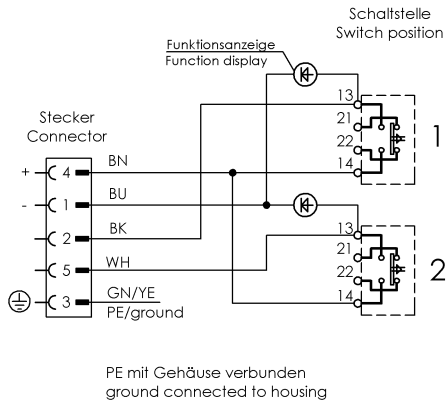 Schaltstelle
Switch position
Funktionsanzeige
Function display
13
21
22
14
1
Stecker
Connector
+ 4 BN
- 1 BU
2 BK
5 WH
3 GN/YE
PE/ground
13
21
22
14
2
PE mit Gehäuse verbunden
ground connected to housing